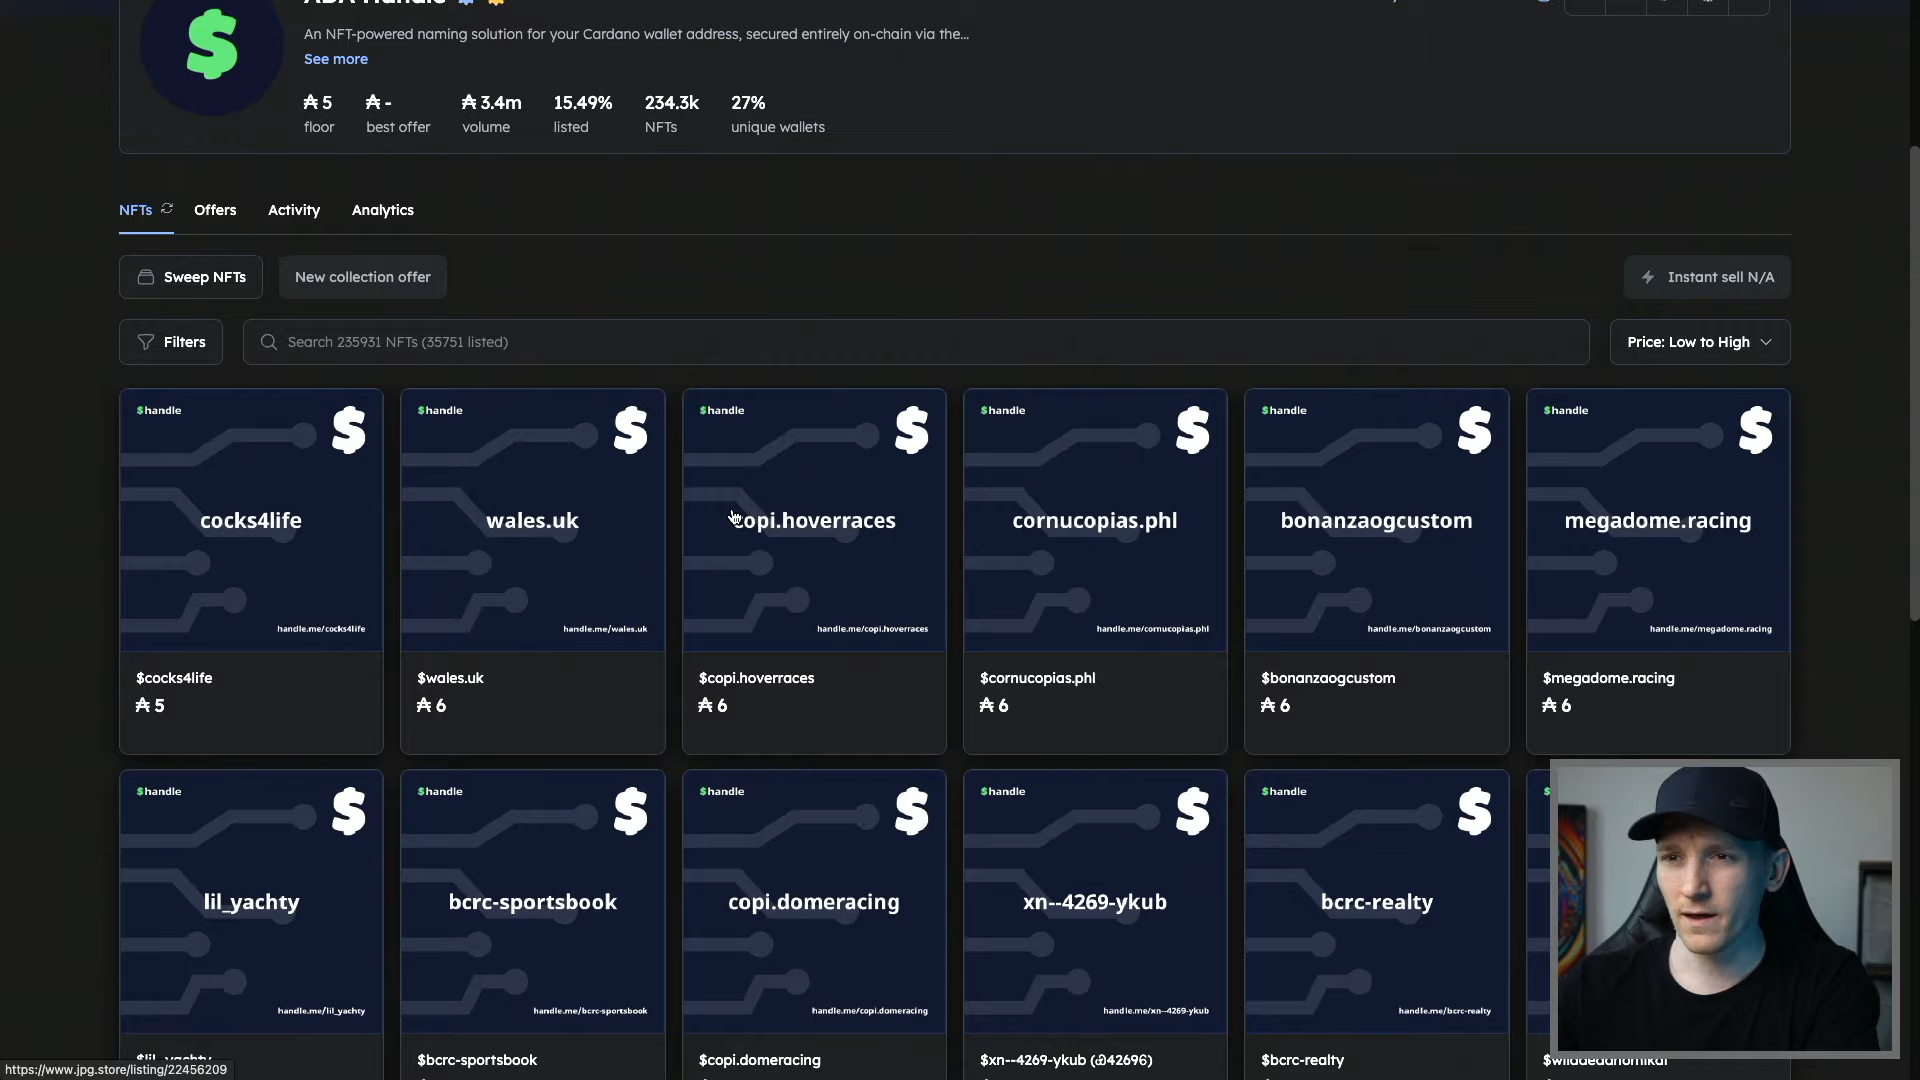 ADA Handle
An NFT-powered naming solution for your Cardano wallet address, secured entirely on-chain via the...
See more
₳ 5 ₳ - ₳ 3.4m 15.49% 234.3k 27%
floor best offer volume listed NFTs unique wallets
NFTs Offers Activity Analytics
Sweep NFTs New collection offer Instant sell N/A
Filters Search 235931 NFTs (35751 listed) Price: Low to High
$handle $handle $handle $handle $handle $handle
cocks4life wales.uk copi.hoverraces cornucopias.phl bonanzaogcustom megadome.racing
handle.me/cocks4life handle.me/wales.uk handle.me/copi.hoverraces handle.me/cornucopias.phl handle.me/bonanzaogcustom handle.me/megadome.racing
$cocks4life $wales.uk $copi.hoverraces $cornucopias.phl $bonanzaogcustom $megadome.racing
₳ 5 ₳ 6 ₳ 6 ₳ 6 ₳ 6 ₳ 6
$handle $handle $handle $handle $handle
lil_yachty bcrc-sportsbook copi.domeracing xn--4269-ykub bcrc-realty
handle.me/lil_yachty handle.me/bcrc-sportsbook handle.me/copi.domeracing handle.me/xn--4269-ykub handle.me/bcrc-realty
$lil_yachty $bcrc-sportsbook $copi.domeracing $xn--4269-ykub $bcrc-realty
https://www.jpg.store/listing/22456209